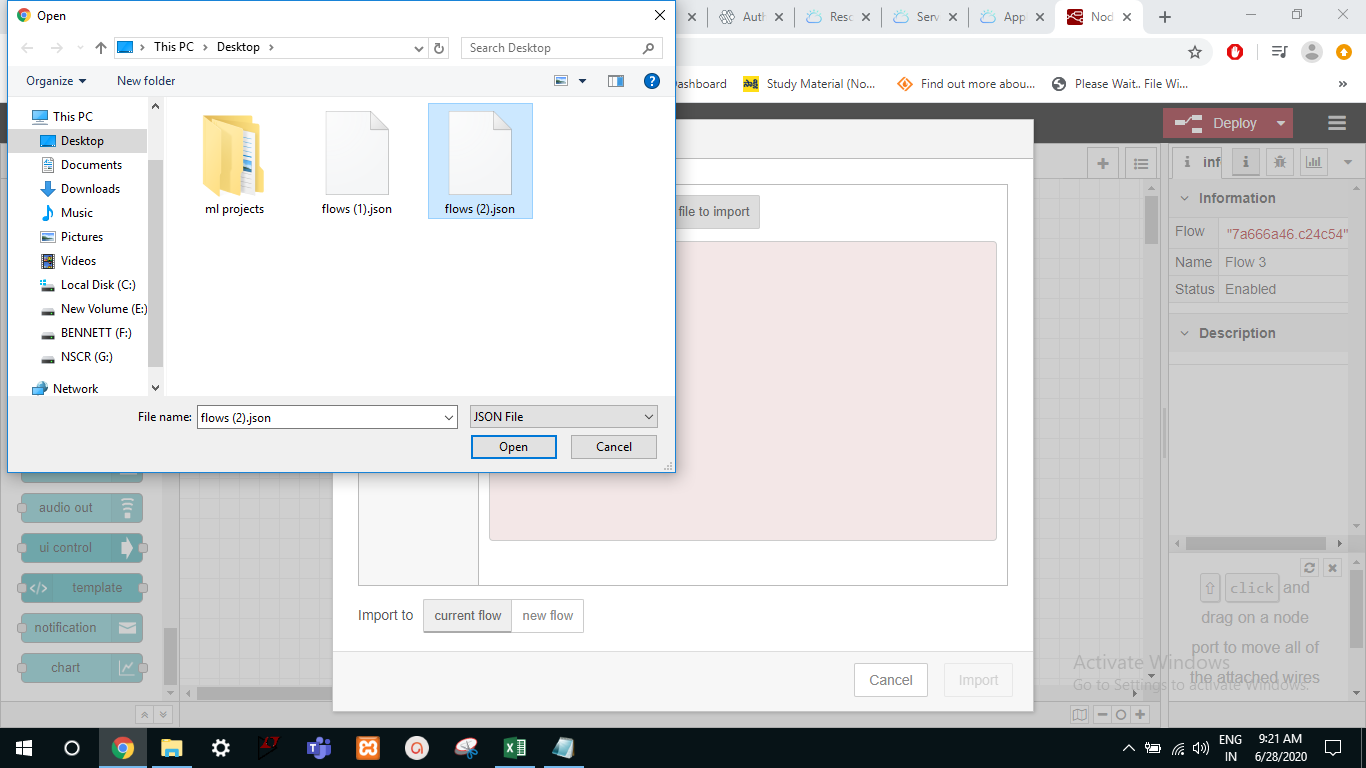 Open
Auth
Resc
Serv
App
Nod
This PC
Desktop
Search Desktop
Organize
New folder
ashboard
Study Material (No...
Find out more abou...
Please Wait.. File Wi...
»
This PC
Desktop
Documents
Downloads
Music
Pictures
Videos
Local Disk (C:)
New Volume (E:)
BENNETT (F:)
NSCR (G:)
Network
ml projects
flows (1).json
flows (2).json
File name:
flows (2).json
JSON File
Open
Cancel
Deploy
inf
file to import
Information
Flow "7a666a46.c24c54"
Name Flow 3
Status Enabled
Description
audio out
ui control
template
notification
chart
Import to
current flow
new flow
Cancel
Import
click and
drag on a node
port to move all of
the attached wires
Activate Windows
Go to Settings to activate Windows.
ENG
IN
9:21 AM
6/28/2020